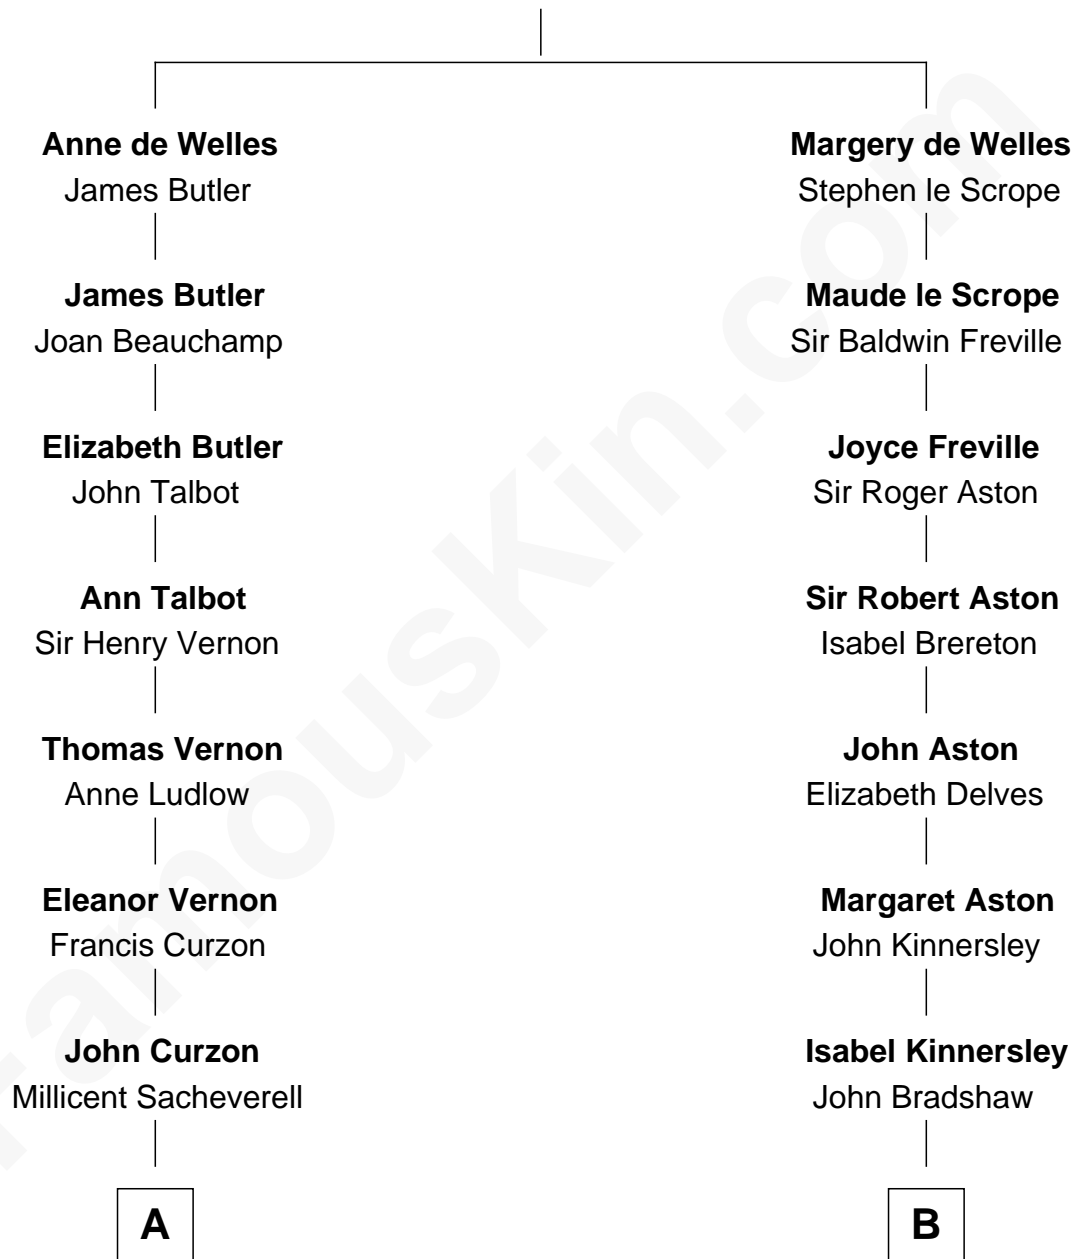 Anne de Welles
James Butler
James Butler
Joan Beauchamp
Elizabeth Butler
John Talbot
Ann Talbot
Sir Henry Vernon
Thomas Vernon
Anne Ludlow
Eleanor Vernon
Francis Curzon
John Curzon
Millicent Sacheverell
A
Margery de Welles
Stephen le Scrope
Maude le Scrope
Sir Baldwin Freville
Joyce Freville
Sir Roger Aston
Sir Robert Aston
Isabel Brereton
John Aston
Elizabeth Delves
Margaret Aston
John Kinnersley
Isabel Kinnersley
John Bradshaw
B
FamousKin.com